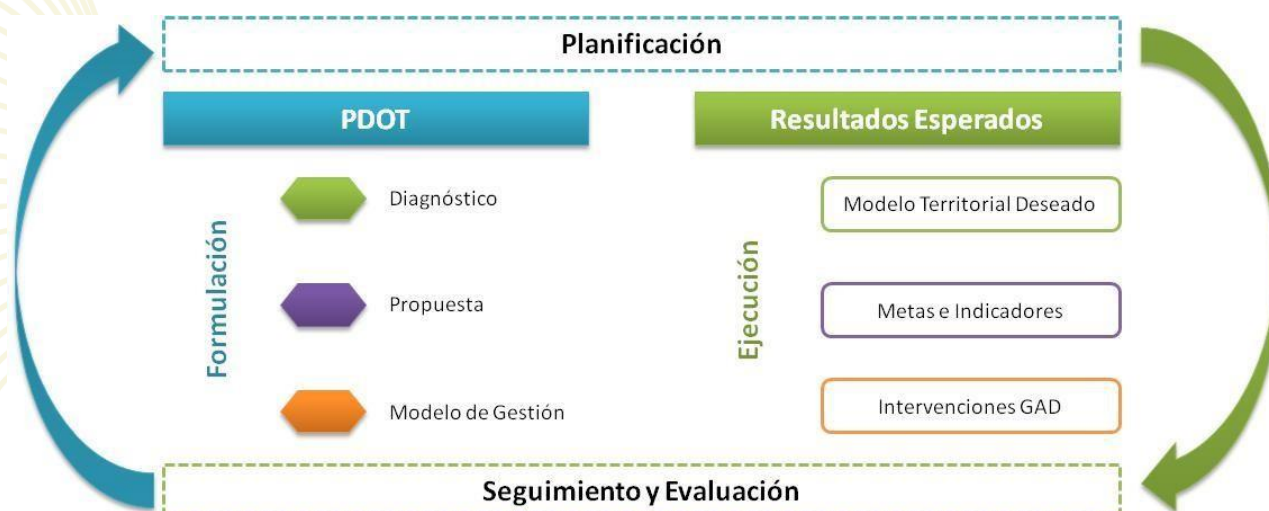 Planificación
PDOT
Resultados Esperados
Formulación
Diagnóstico
Propuesta
Modelo de Gestión
Ejecución
Modelo Territorial Deseado
Metas e Indicadores
Intervenciones GAD
Seguimiento y Evaluación